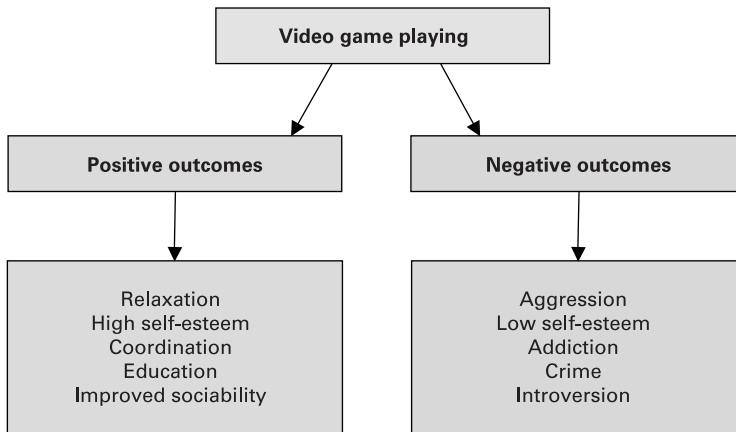 Video game playing
Positive outcomes
Negative outcomes
Relaxation
High self-esteem
Coordination
Education
Improved sociability
Aggression
Low self-esteem
Addiction
Crime
Introversion